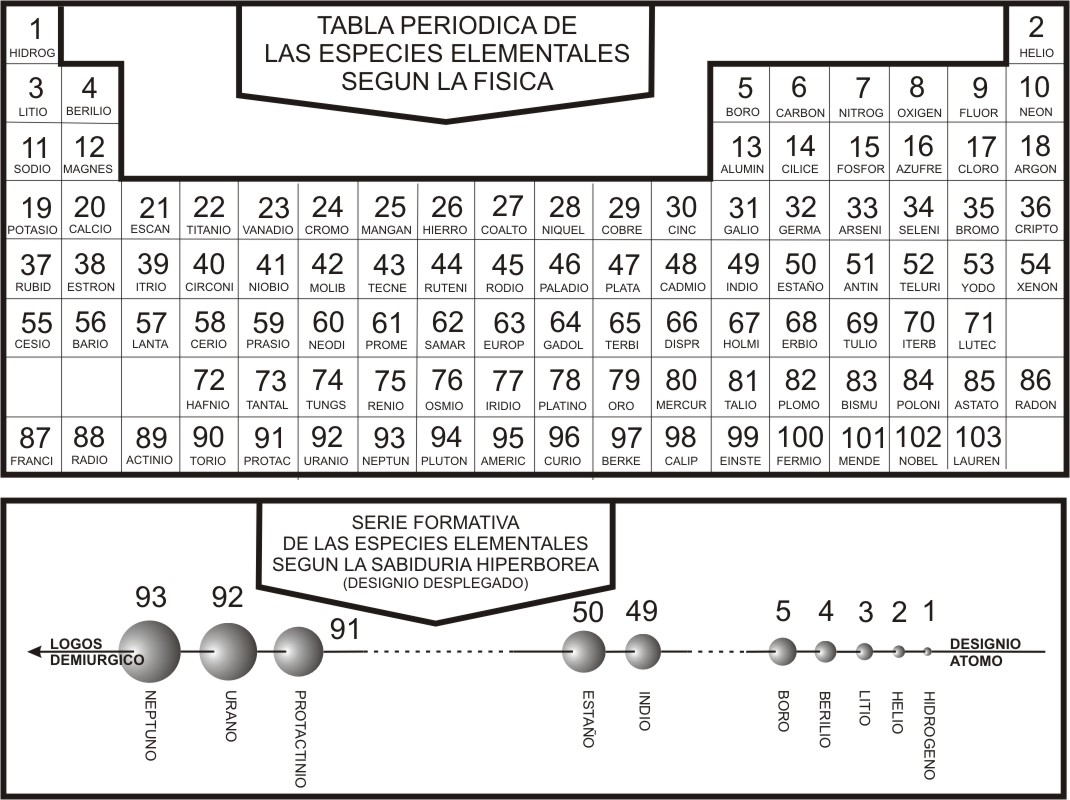 TABLA PERIODICA DE
LAS ESPECIES ELEMENTALES
SEGUN LA FISICA
1 2
HIDROG HELIO
3 4 5 6 7 8 9 10
LITIO BERILIO BORO CARBON NITROG OXIGEN FLUOR NEON
11 12 13 14 15 16 17 18
SODIO MAGNES ALUMIN CILICE FOSFOR AZUFRE CLORO ARGON
19 20 21 22 23 24 25 26 27 28 29 30 31 32 33 34 35 36
POTASIO CALCIO ESCAN TITANIO VANADIO CROMO MANGAN HIERRO COALTO NIQUEL COBRE CINC GALIO GERMA ARSENI SELENI BROMO CRIPTO
37 38 39 40 41 42 43 44 45 46 47 48 49 50 51 52 53 54
RUBID ESTRON ITRIO CIRCONI NIOBIO MOLIB TECNE RUTENI RODIO PALADIO PLATA CADMIO INDIO ESTAÑO ANTIN TELURI YODO XENON
55 56 57 58 59 60 61 62 63 64 65 66 67 68 69 70 71
CESIO BARIO LANTA CERIO PRASIO NEODI PROME SAMAR EUROP GADOL TERBI DISPR HOLMI ERBIO TULIO ITERB LUTEC
72 73 74 75 76 77 78 79 80 81 82 83 84 85 86
HAFNIO TANTAL TUNGS RENIO OSMIO IRIDIO PLATINO ORO MERCUR TALIO PLOMO BISMU POLONI ASTATO RADON
87 88 89 90 91 92 93 94 95 96 97 98 99 100 101 102 103
FRANCI RADIO ACTINIO TORIO PROTAC URANIO NEPTUN PLUTON AMERIC CURIO BERKE CALIP EINSTE FERMIO MENDE NOBEL LAUREN
SERIE FORMATIVA
DE LAS ESPECIES ELEMENTALES
SEGUN LA SABIDURIA HIPERBOREA
(DESIGNIO DESPLEGADO)
93 92 91 50 49 5 4 3 2 1
LOGOS
DEMIURGICO
DESIGNIO
ATOMO
NEPTUNO
URANO
PROTACTINIO
ESTAÑO
INDIO
BORO
BERILIO
LITIO
HELIO
HIDROGENO